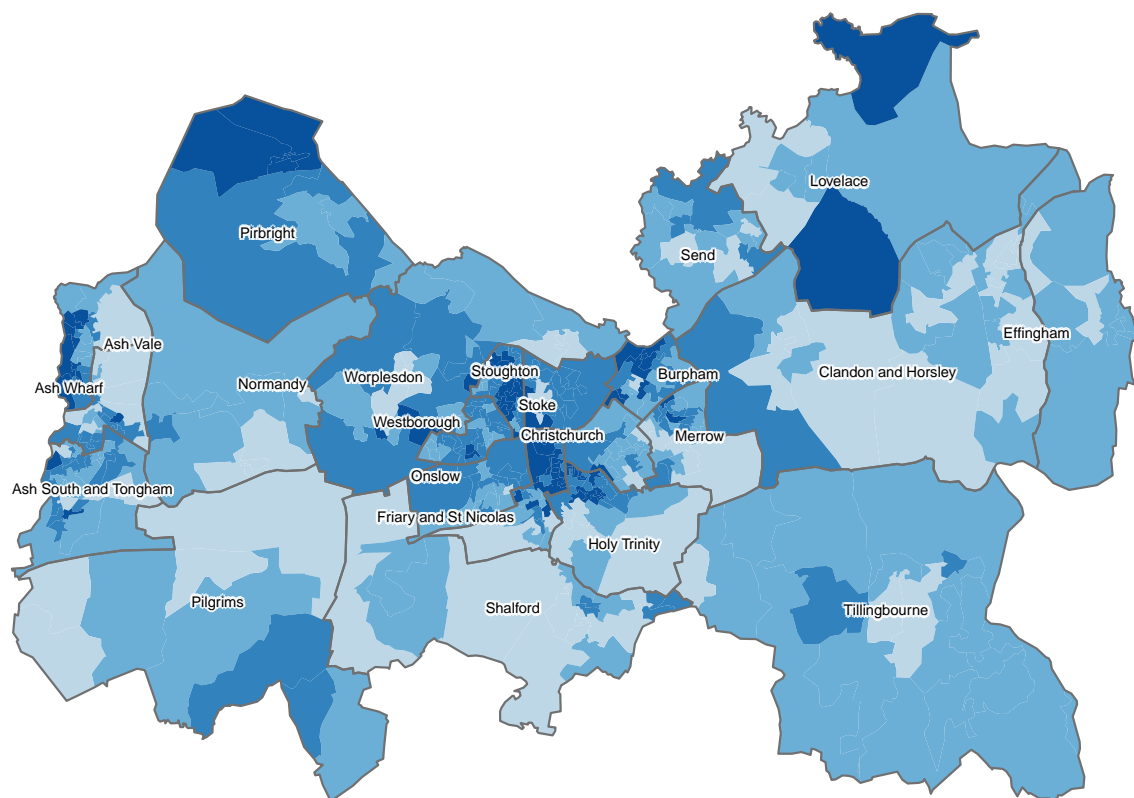 Lovelace
Pirbright
Send
Effingham
Ash Vale
Clandon and Horsley
Stoughton
Worplesdon
Burpham
Normandy
Ash Wharf
Stoke
Westborough
Christchurch
Merrow
Onslow
Ash South and Tongham
Friary and St Nicolas
Holy Trinity
Pilgrims
Shalford
Tillingbourne